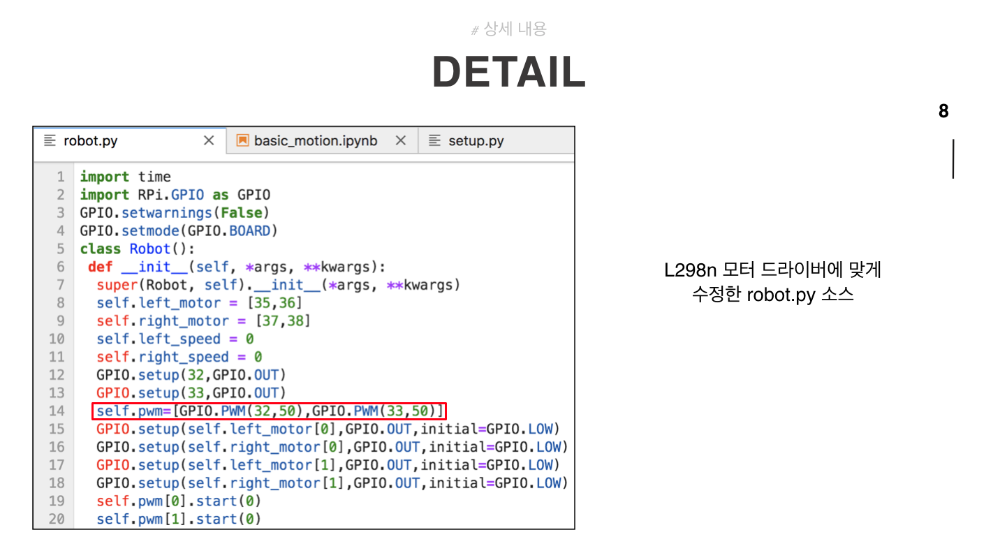 # 상세 내용
DETAIL
8
robot.py
basic_motion.ipynb
setup.py
1 import time
2 import RPi.GPIO as GPIO
3 GPIO.setwarnings(False)
4 GPIO.setmode(GPIO.BOARD)
5 class Robot():
6 def __init__(self, *args, **kwargs):
7 super(Robot, self).__init__(*args, **kwargs)
8 self.left_motor = [35,36]
9 self.right_motor = [37,38]
10 self.left_speed = 0
11 self.right_speed = 0
12 GPIO.setup(32,GPIO.OUT)
13 GPIO.setup(33,GPIO.OUT)
14 self.pwm=[GPIO.PWM(32,50),GPIO.PWM(33,50)]
15 GPIO.setup(self.left_motor[0],GPIO.OUT,initial=GPIO.LOW)
16 GPIO.setup(self.right_motor[0],GPIO.OUT,initial=GPIO.LOW)
17 GPIO.setup(self.left_motor[1],GPIO.OUT,initial=GPIO.LOW)
18 GPIO.setup(self.right_motor[1],GPIO.OUT,initial=GPIO.LOW)
19 self.pwm[0].start(0)
20 self.pwm[1].start(0)
L298n 모터 드라이버에 맞게
수정한 robot.py 소스